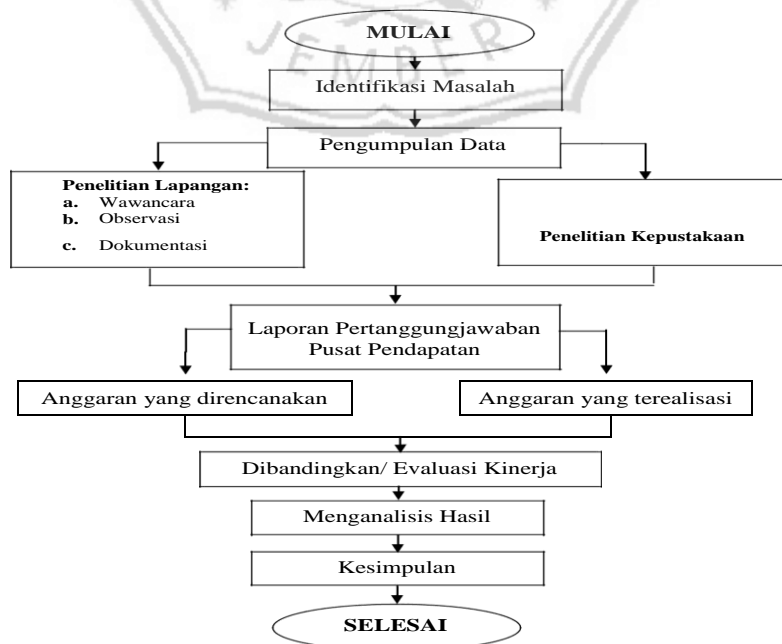 JEMBER
MULAI
Identifikasi Masalah
Pengumpulan Data
Penelitian Lapangan:
a. Wawancara
b. Observasi
c. Dokumentasi
Penelitian Kepustakaan
Laporan Pertanggungjawaban
Pusat Pendapatan
Anggaran yang direncanakan
Anggaran yang terealisasi
Dibandingkan/ Evaluasi Kinerja
Menganalisis Hasil
Kesimpulan
SELESAI